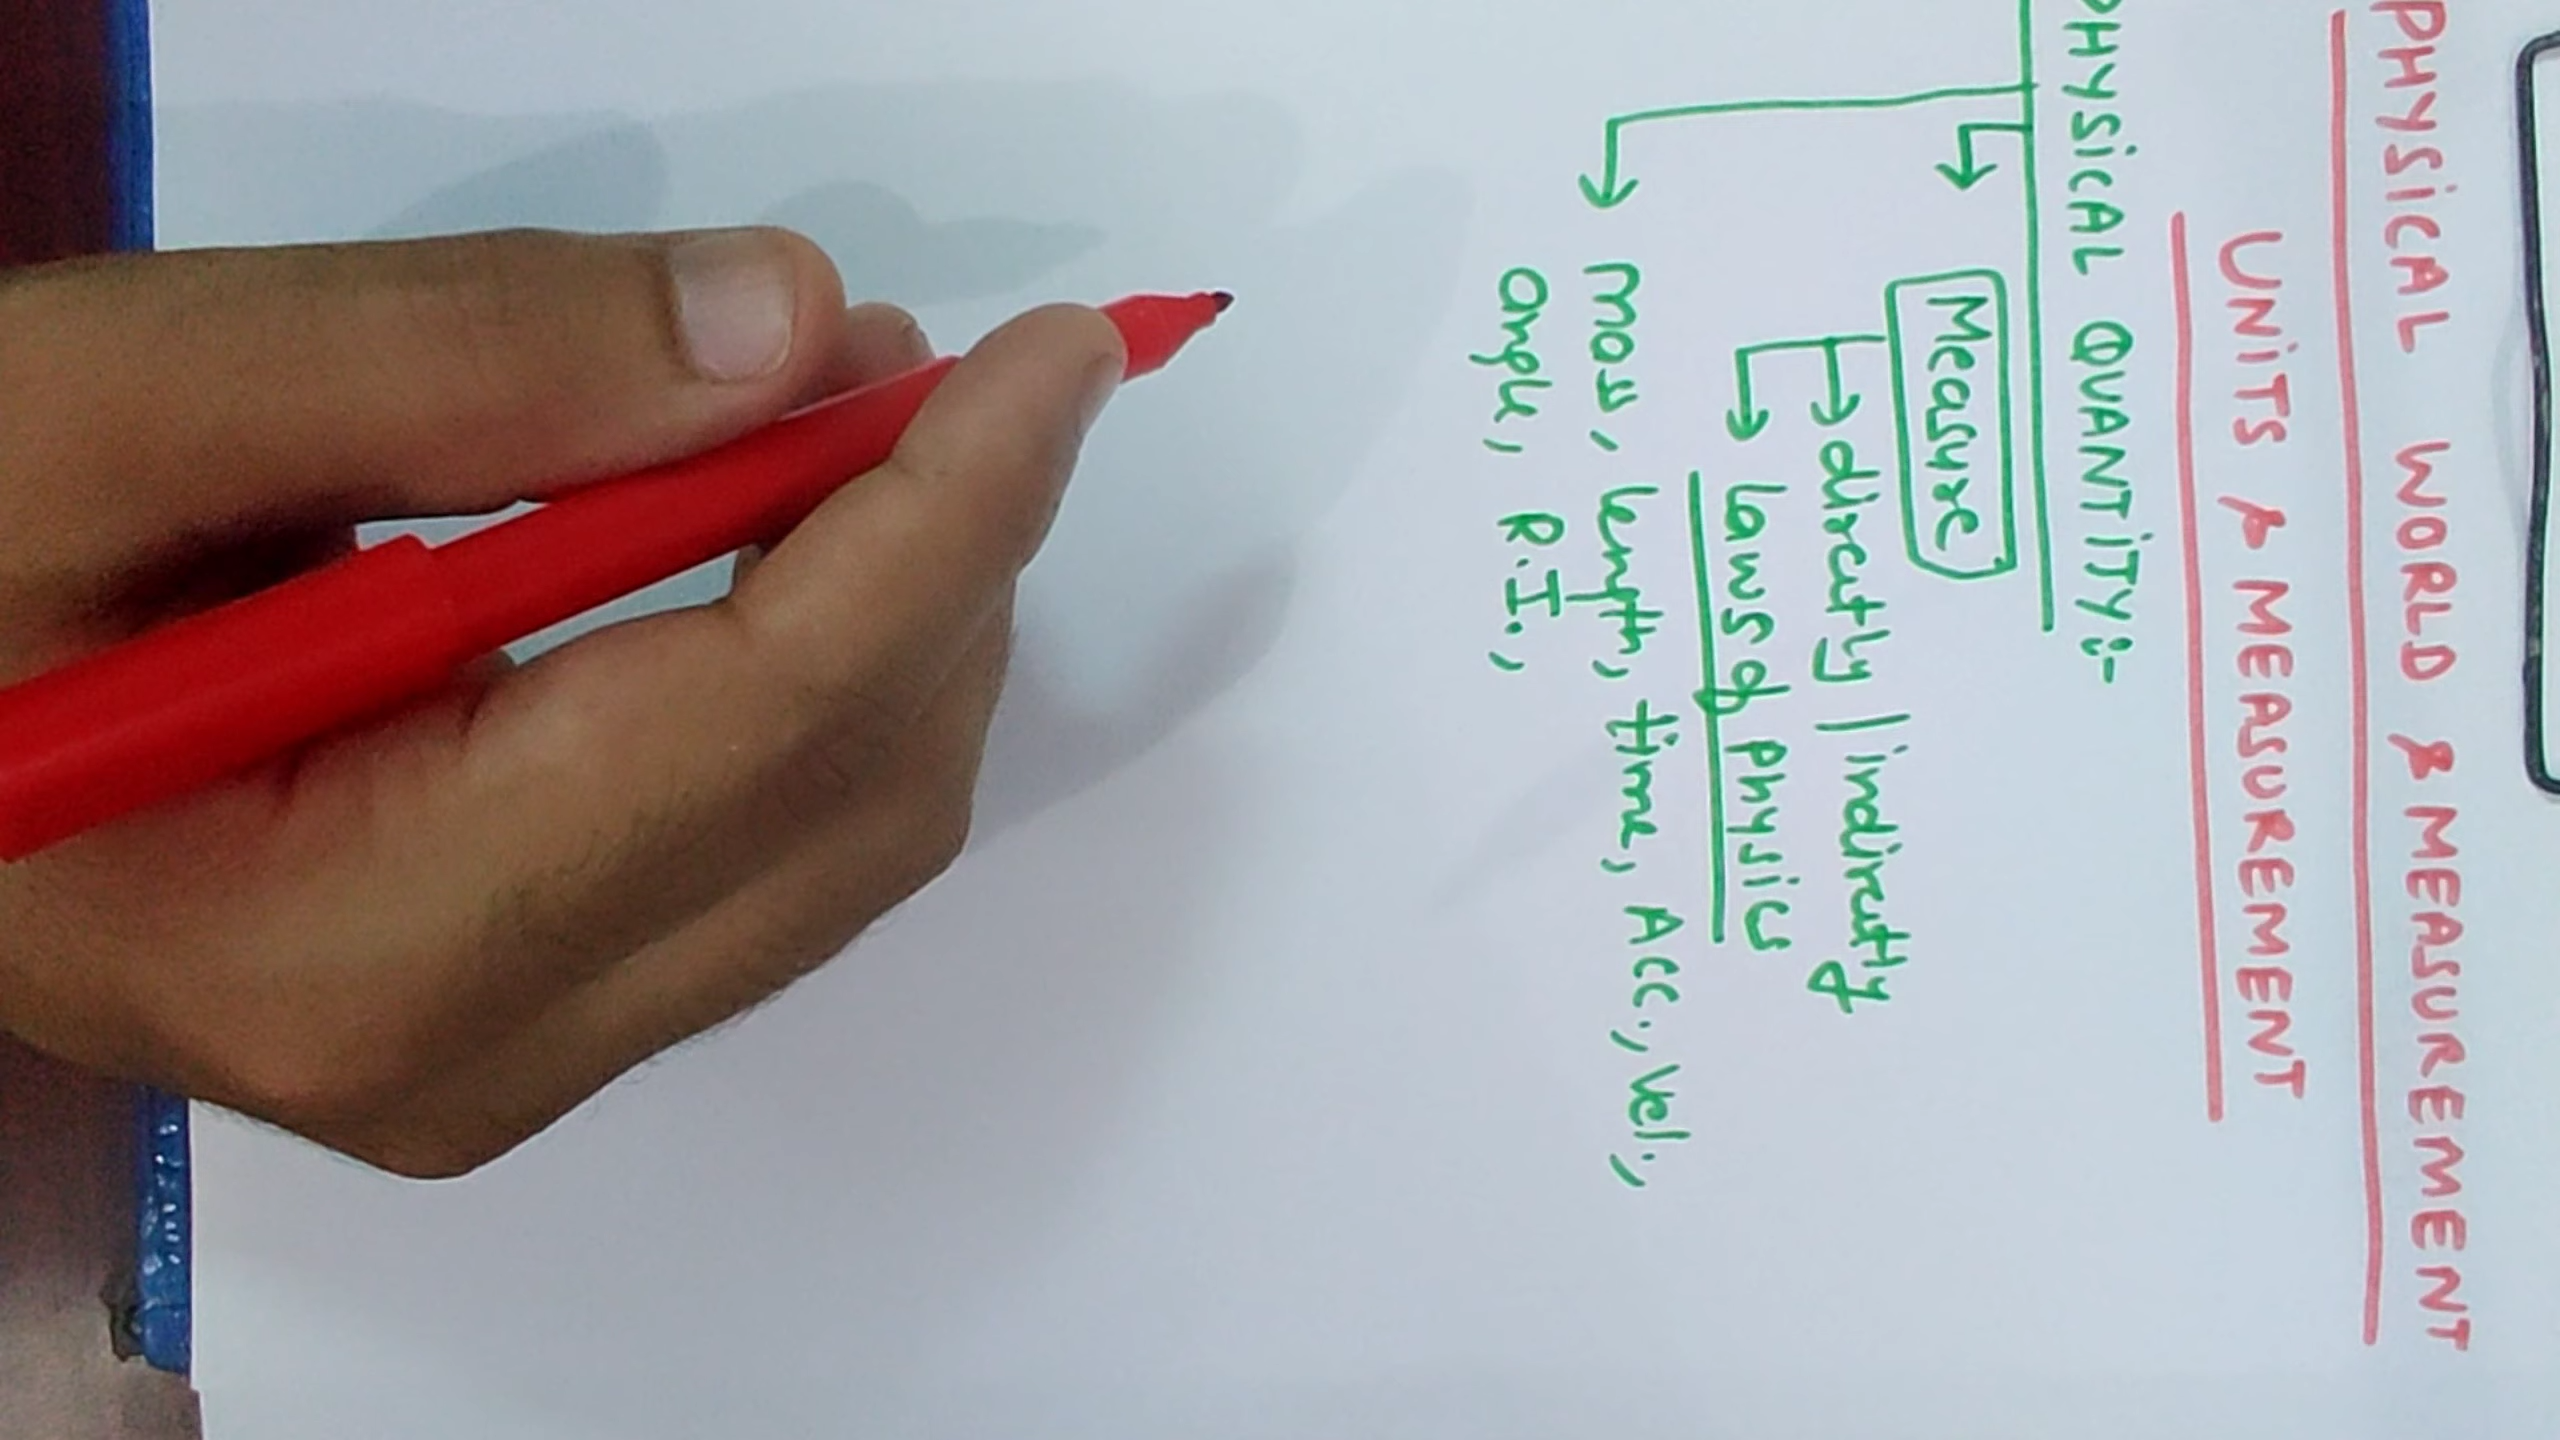 PHYSICAL WORLD & MEASUREMENT
UNITS & MEASUREMENT
PHYSICAL QUANTITY:-
Measure
directly | indirectly
laws of physics
mass, length, time, Acc., Vel.,
angle, R.I.,